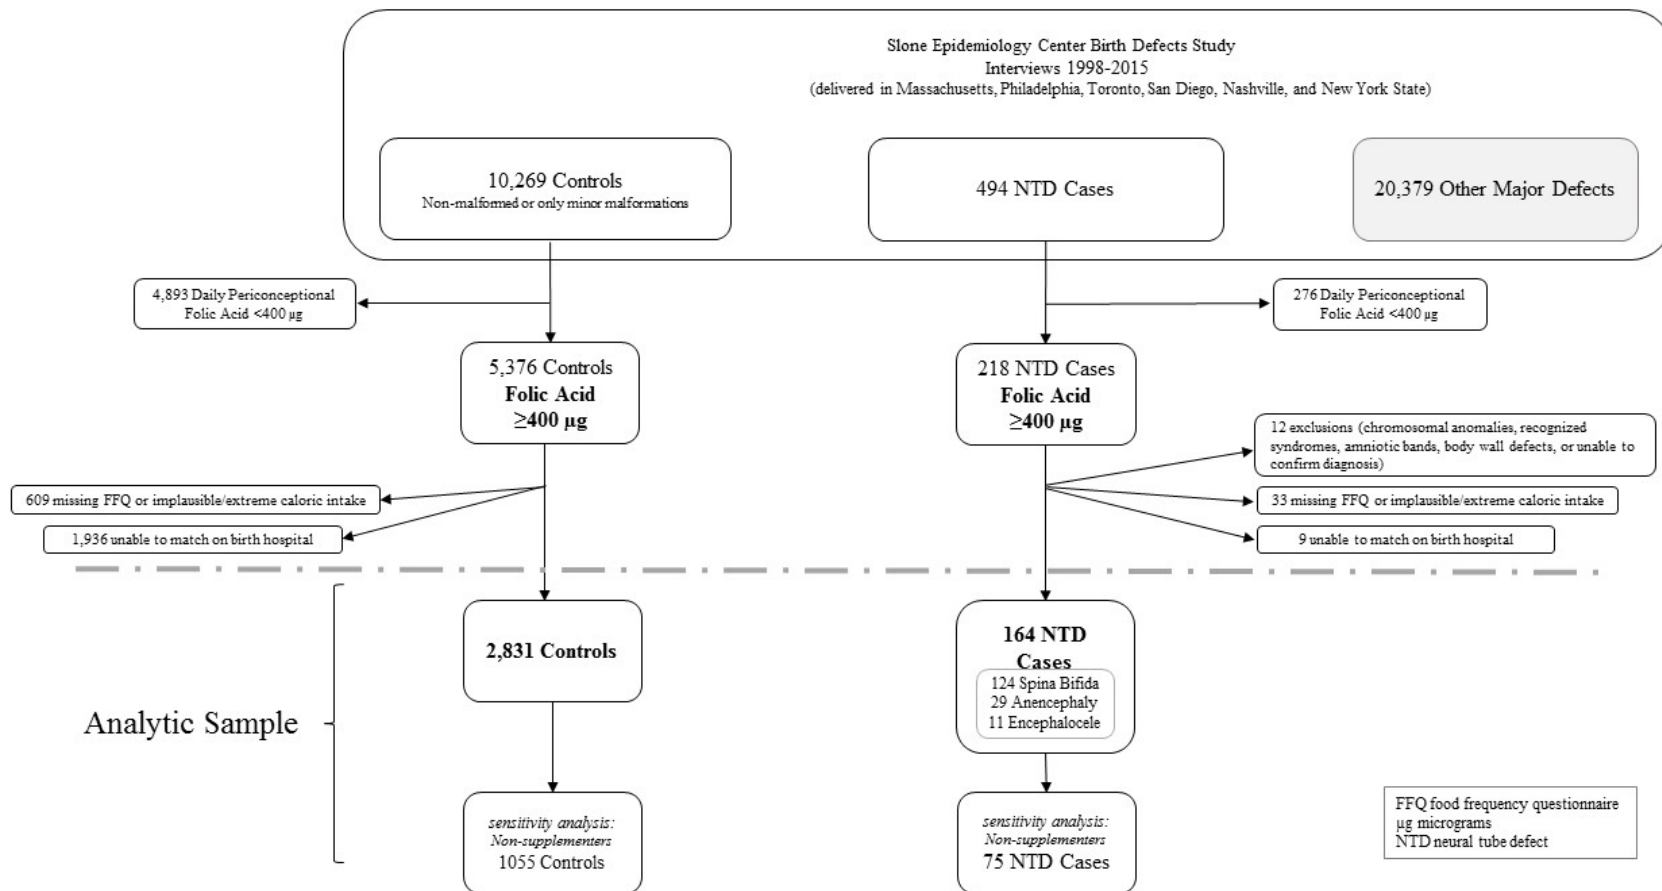 Slone Epidemiology Center Birth Defects Study
Interviews 1998-2015
(delivered in Massachusetts, Philadelphia, Toronto, San Diego, Nashville, and New York State)
10,269 Controls
Non-malformed or only minor malformations
494 NTD Cases
20,379 Other Major Defects
4,893 Daily Periconceptional
Folic Acid <400 µg
276 Daily Periconceptional
Folic Acid <400 µg
5,376 Controls
Folic Acid
≥400 µg
218 NTD Cases
Folic Acid
≥400 µg
12 exclusions (chromosomal anomalies, recognized
syndromes, amniotic bands, body wall defects, or unable to
confirm diagnosis)
609 missing FFQ or implausible/extreme caloric intake
33 missing FFQ or implausible/extreme caloric intake
1,936 unable to match on birth hospital
9 unable to match on birth hospital
Analytic Sample
2,831 Controls
164 NTD
Cases
124 Spina Bifida
29 Anencephaly
11 Encephalocele
sensitivity analysis:
Non-supplementers
1055 Controls
sensitivity analysis:
Non-supplementers
75 NTD Cases
FFQ food frequency questionnaire
µg micrograms
NTD neural tube defect